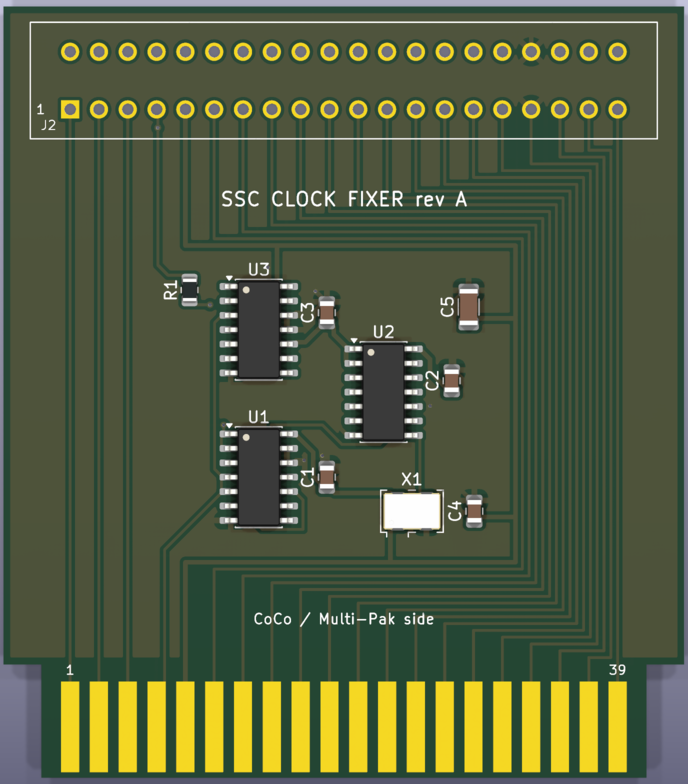 1
J2
SSC CLOCK FIXER rev A
U3
R1
C3
C5
U2
C2
U1
C1
X1
C4
CoCo / Multi-Pak side
1
39